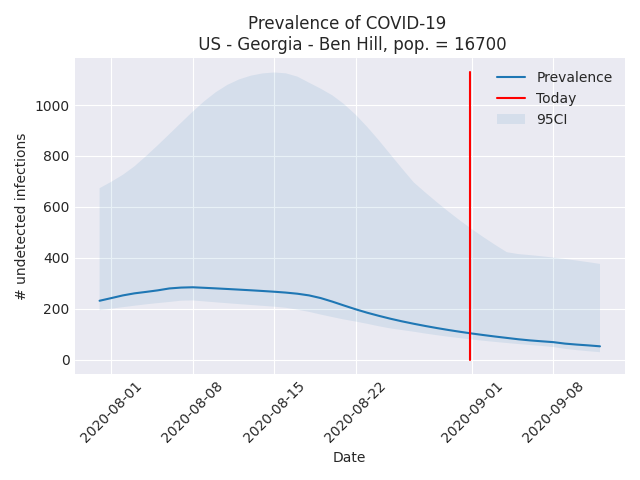 Prevalence of COVID-19
US - Georgia - Ben Hill, pop. = 16700
Prevalence
Today
95CI
# undetected infections
1000
800
600
400
200
0
2020-08-01
2020-08-08
2020-08-15
2020-08-22
2020-09-01
2020-09-08
Date